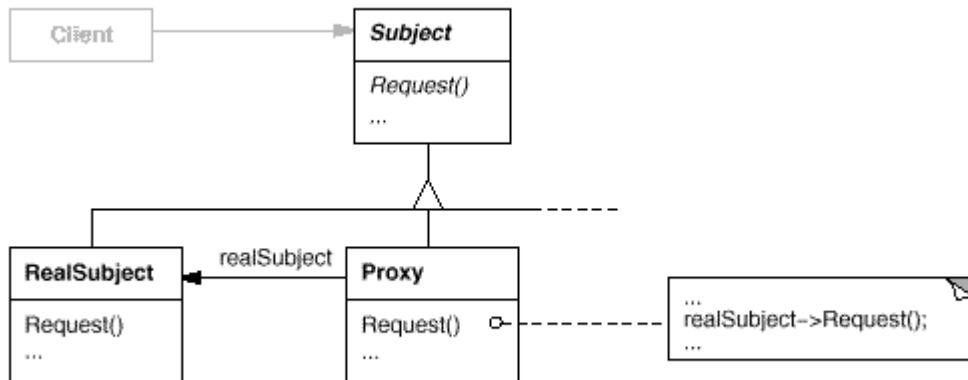 Client
Subject
Request()
...
realSubject
RealSubject
Request()
...
Proxy
Request()
...
...
realSubject->Request();
...